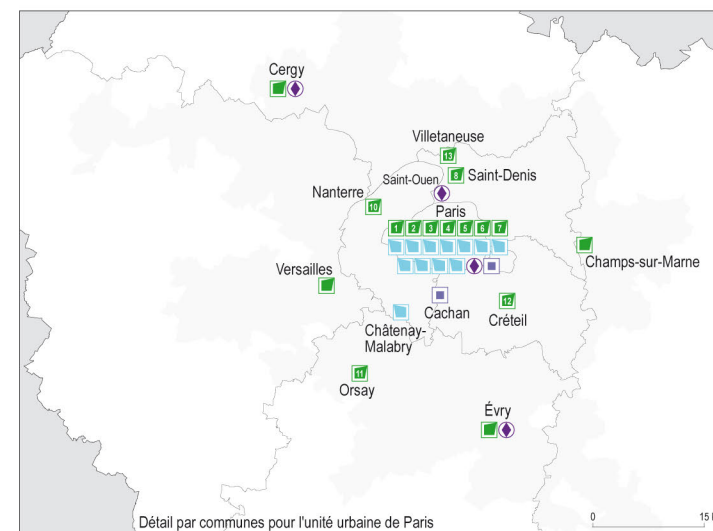 Cergy
Villetaneuse
13
8
Saint-Denis
Saint-Ouen
Nanterre
10
Paris
1 2 3 4 5 6 7
Champs-sur-Marne
Versailles
12
Cachan
Créteil
Châtenay-
Malabry
11
Orsay
Évry
Détail par communes pour l'unité urbaine de Paris
0 15